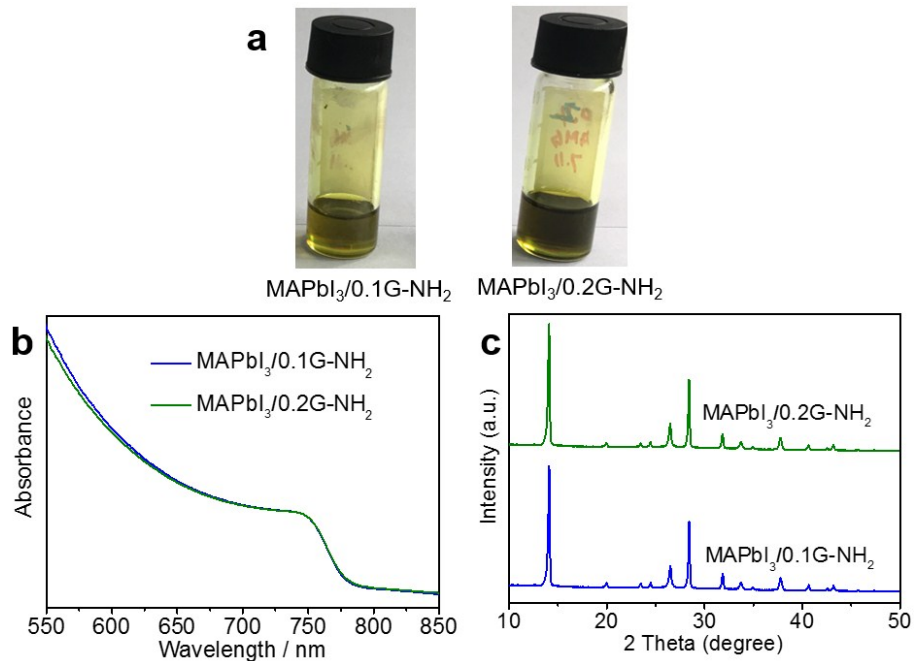 a
MAPbI₃/0.1G-NH₂
MAPbI₃/0.2G-NH₂
b
MAPbI₃/0.1G-NH₂
MAPbI₃/0.2G-NH₂
Absorbance
550 600 650 700 750 800 850
Wavelength / nm
c
MAPbI₃/0.2G-NH₂
MAPbI₃/0.1G-NH₂
Intensity (a.u.)
10 20 30 40 50
2 Theta (degree)
7.11